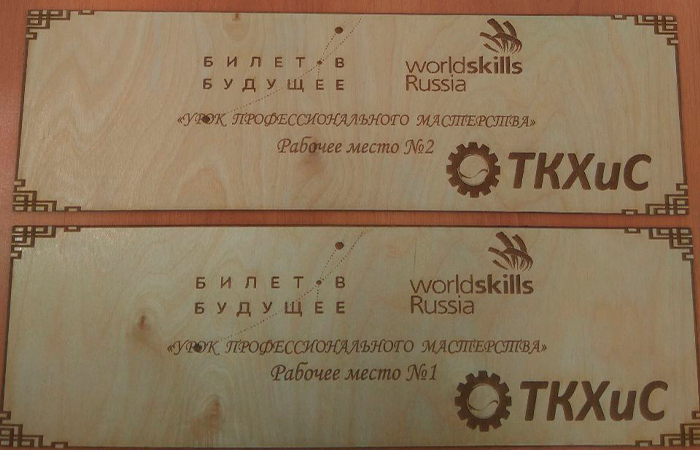 БИЛЕТ В
БУДУЩЕЕ
worldskills
Russia
«УРОК ПРОФЕССИОНАЛЬНОГО МАСТЕРСТВА»
Рабочее место №2
ТКХиС
БИЛЕТ В
БУДУЩЕЕ
worldskills
Russia
«УРОК ПРОФЕССИОНАЛЬНОГО МАСТЕРСТВА»
Рабочее место №1
ТКХиС